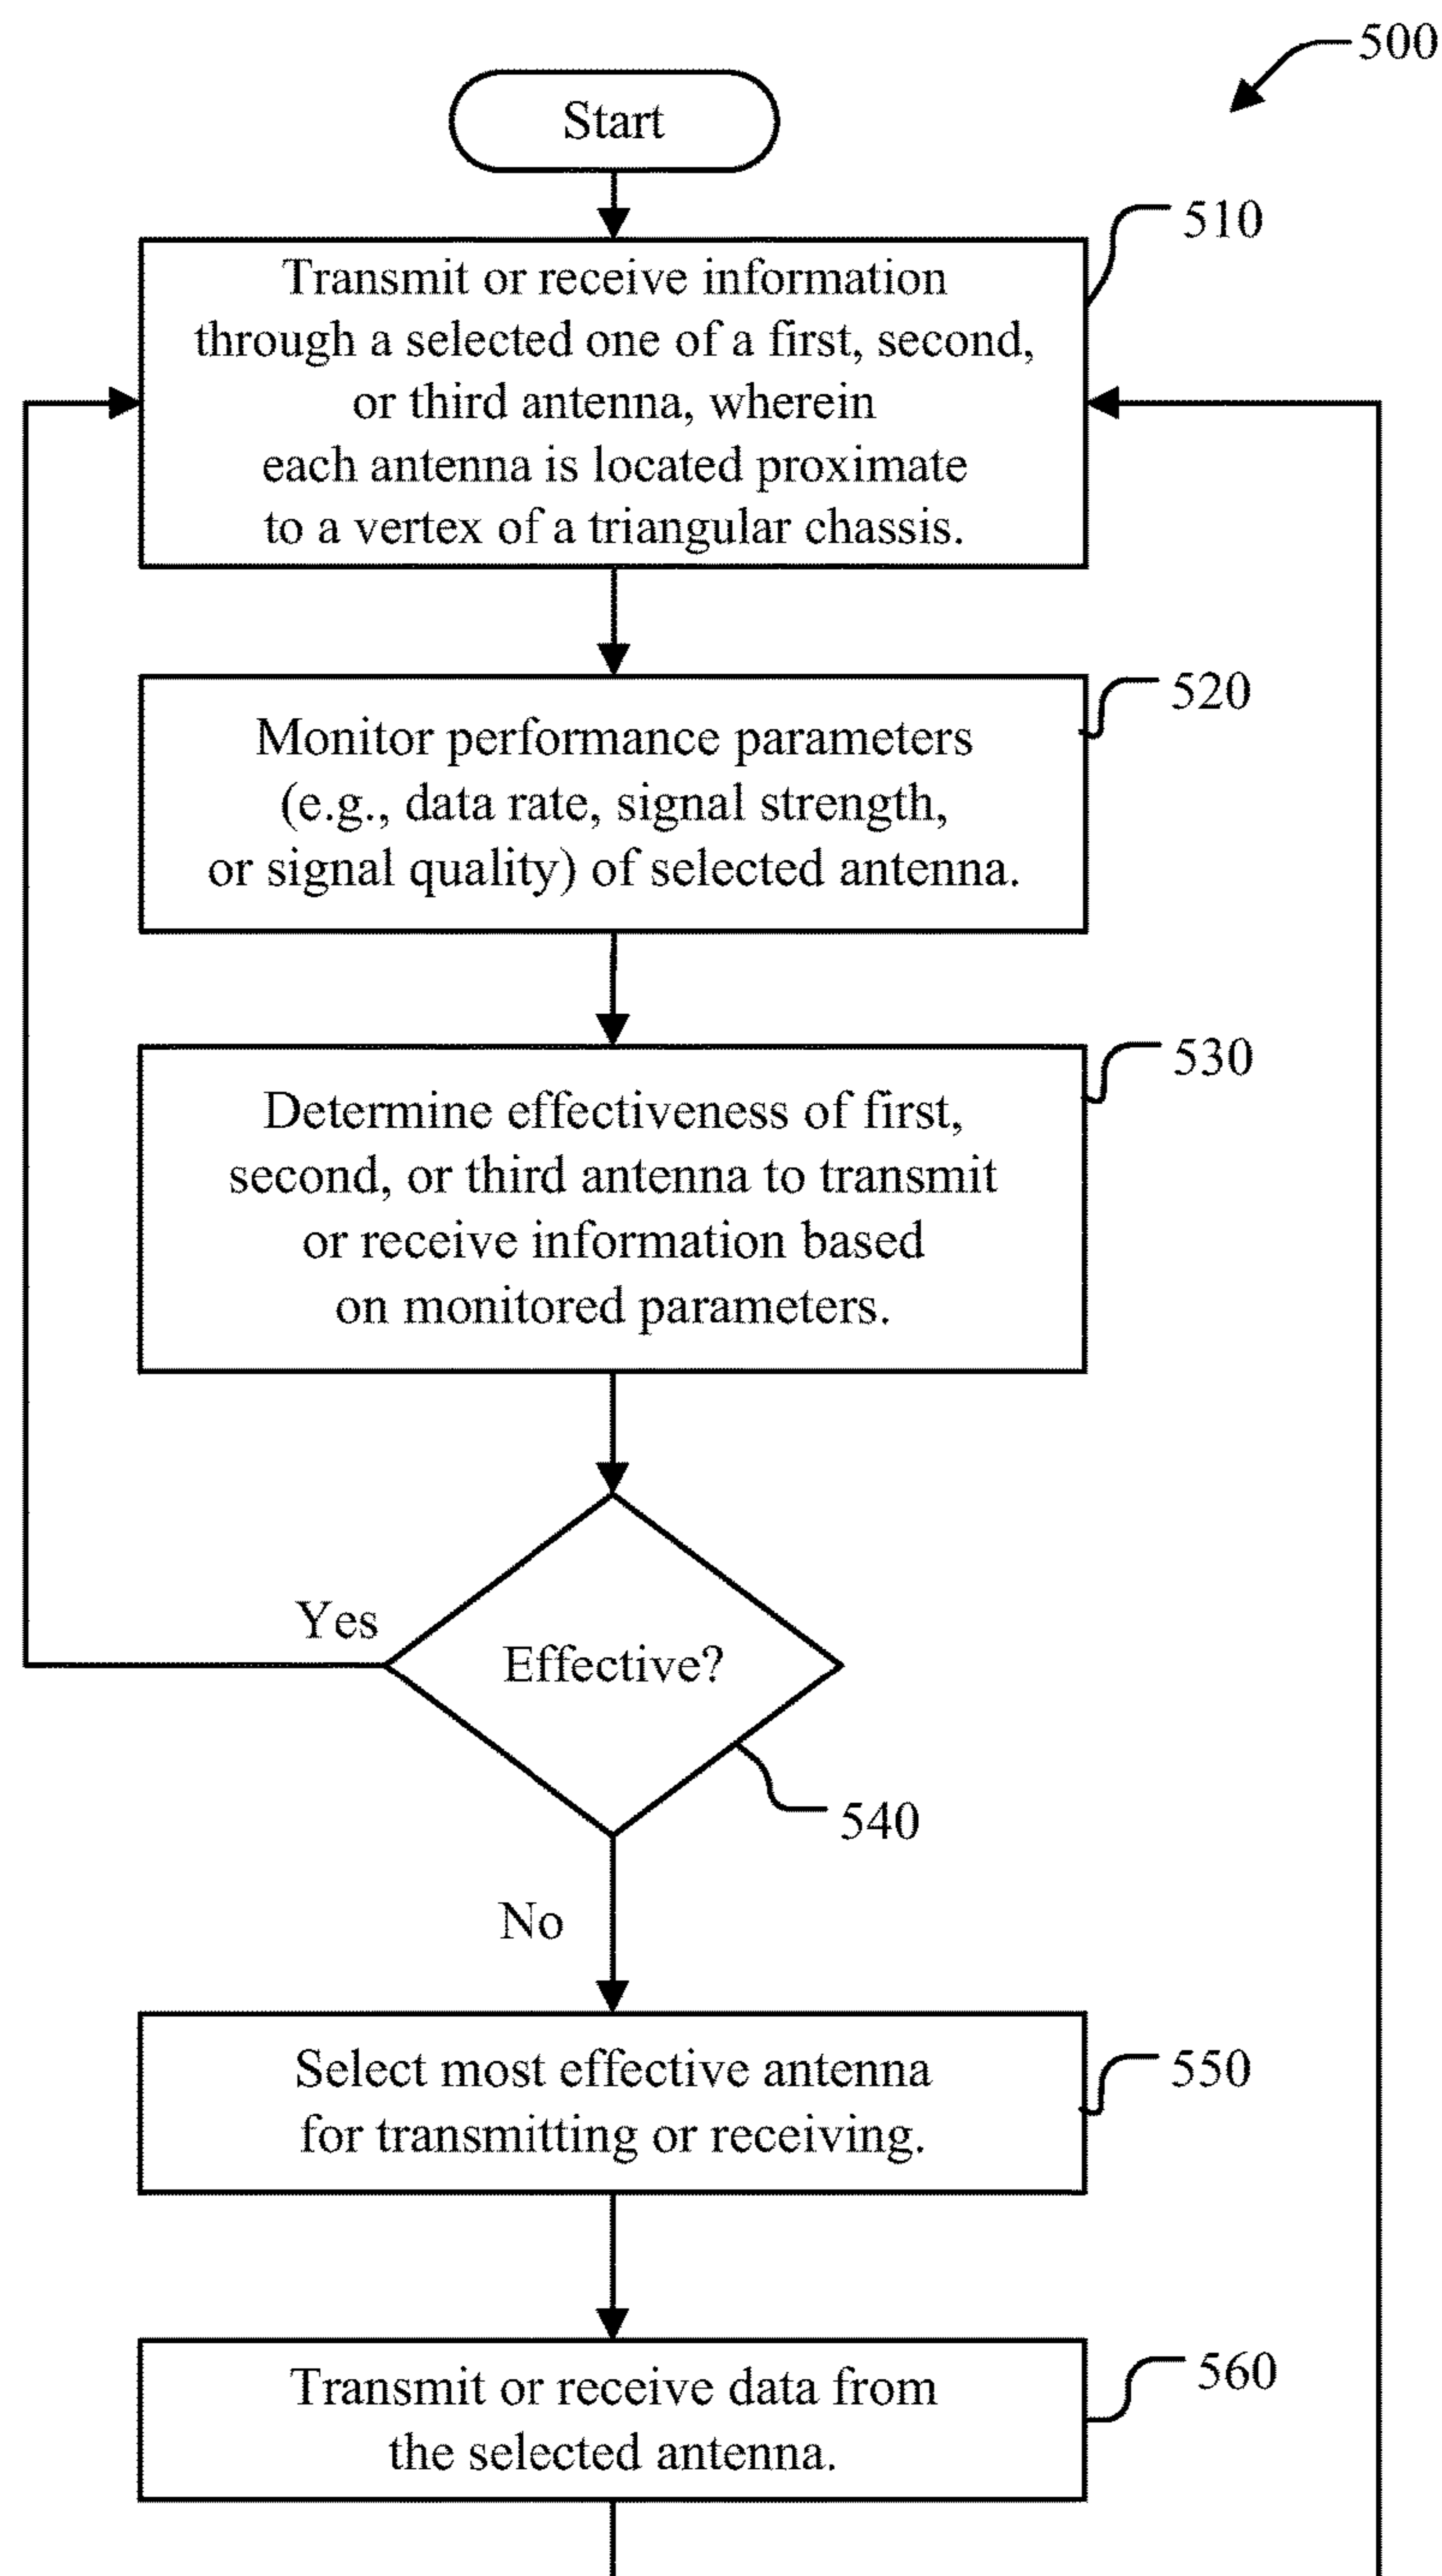 500
Start
510
Transmit or receive information
through a selected one of a first, second,
or third antenna, wherein
each antenna is located proximate
to a vertex of a triangular chassis.
520
Monitor performance parameters
(e.g., data rate, signal strength,
or signal quality) of selected antenna.
530
Determine effectiveness of first,
second, or third antenna to transmit
or receive information based
on monitored parameters.
Yes
Effective?
540
No
550
Select most effective antenna
for transmitting or receiving.
560
Transmit or receive data from
the selected antenna.